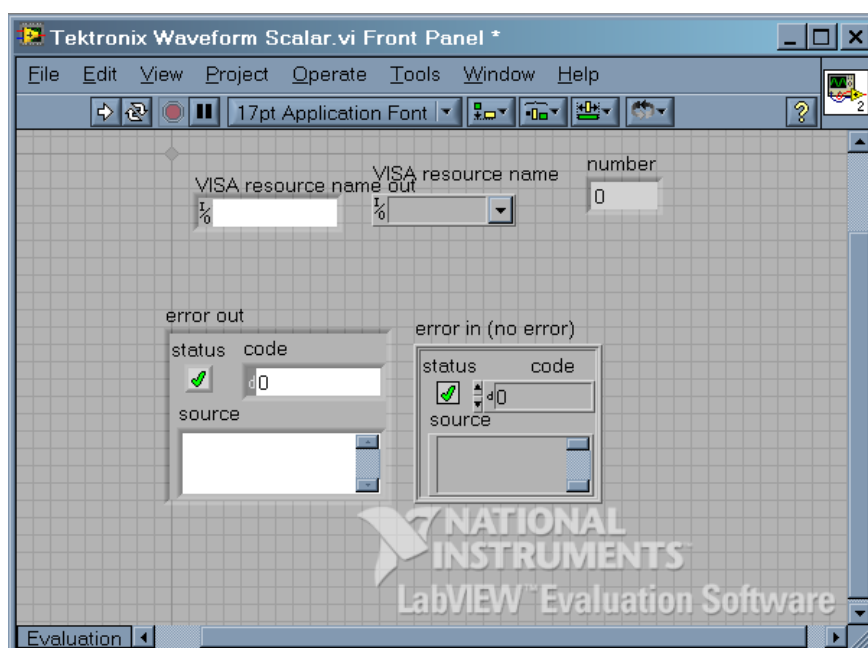 Tektronix Waveform Scalar.vi Front Panel *
File Edit View Project Operate Tools Window Help
17pt Application Font
?
2
VISA resource name out
VISA resource name
number
I/O
I/O
0
error out
error in (no error)
status code
status code
d 0
d 0
source
source
NATIONAL
INSTRUMENTS
LabVIEW™ Evaluation Software
Evaluation